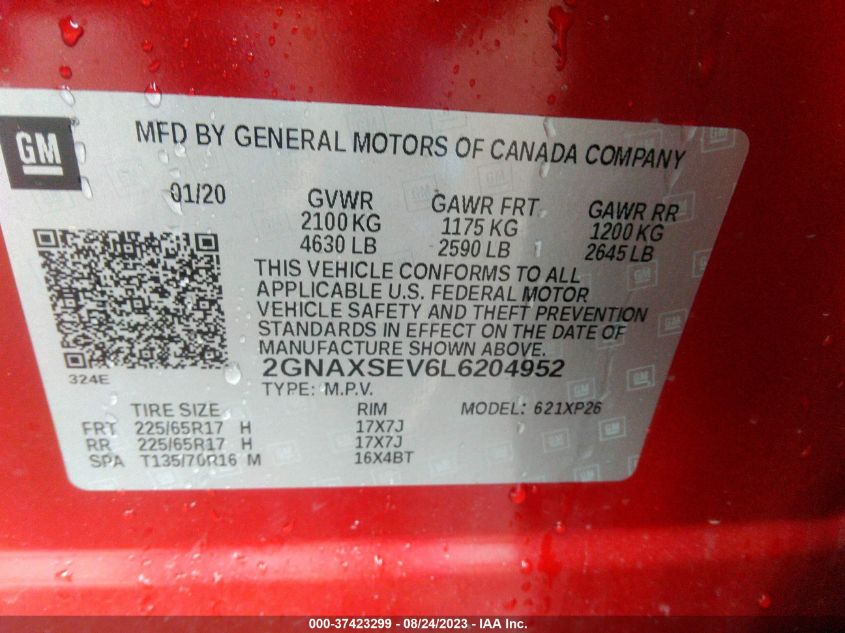 GM
MFD BY GENERAL MOTORS OF CANADA COMPANY
01/20 GVWR GAWR FRT GAWR RR
2100 KG 1175 KG 1200 KG
4630 LB 2590 LB 2645 LB
THIS VEHICLE CONFORMS TO ALL
APPLICABLE U.S. FEDERAL MOTOR
VEHICLE SAFETY AND THEFT PREVENTION
STANDARDS IN EFFECT ON THE DATE OF
MANUFACTURE SHOWN ABOVE.
324E 2GNAXSEV6L6204952
TYPE: M.P.V.
TIRE SIZE RIM MODEL: 621XP26
FRT 225/65R17 H 17X7J
RR 225/65R17 H 17X7J
SPA T135/70R16 M 16X4BT
000-37423299 - 08/24/2023 - IAA Inc.